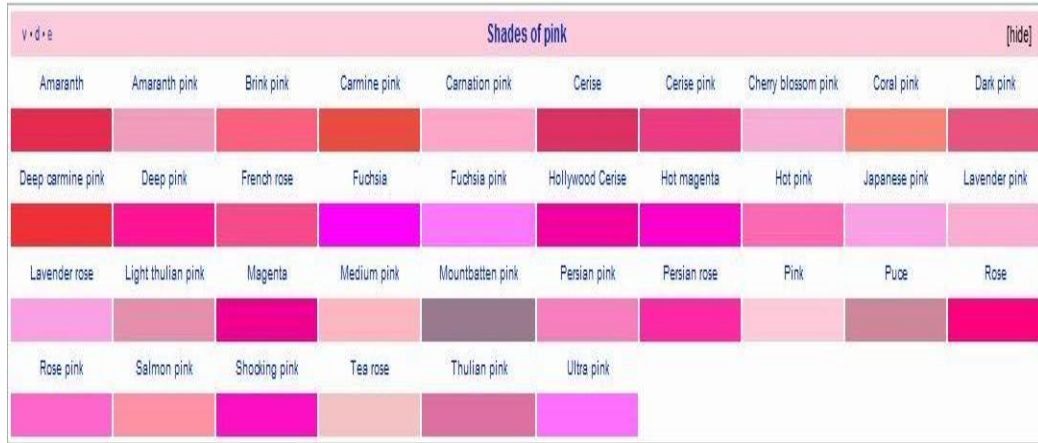 v · d · e Shades of pink [hide]
Amaranth Amaranth pink Brink pink Carmine pink Carnation pink Cerise Cerise pink Cherry blossom pink Coral pink Dark pink
Deep carmine pink Deep pink French rose Fuchsia Fuchsia pink Hollywood Cerise Hot magenta Hot pink Japanese pink Lavender pink
Lavender rose Light thulian pink Magenta Medium pink Mountbatten pink Persian pink Persian rose Pink Puce Rose
Rose pink Salmon pink Shocking pink Tea rose Thulian pink Ultra pink